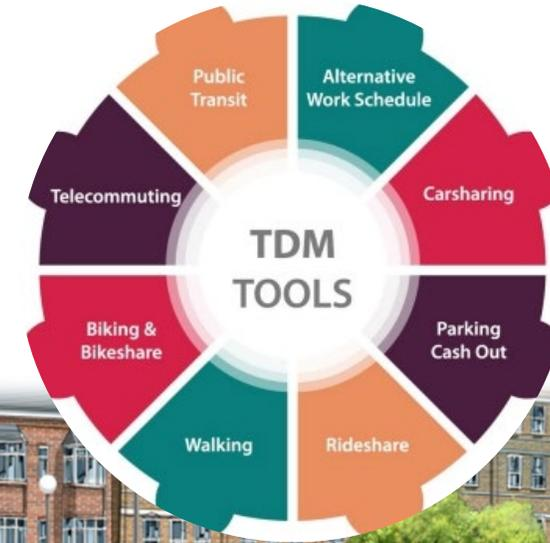 Public
Transit
Alternative
Work Schedule
Telecommuting
Carsharing
TDM
TOOLS
Biking &
Bikeshare
Parking
Cash Out
Walking
Rideshare